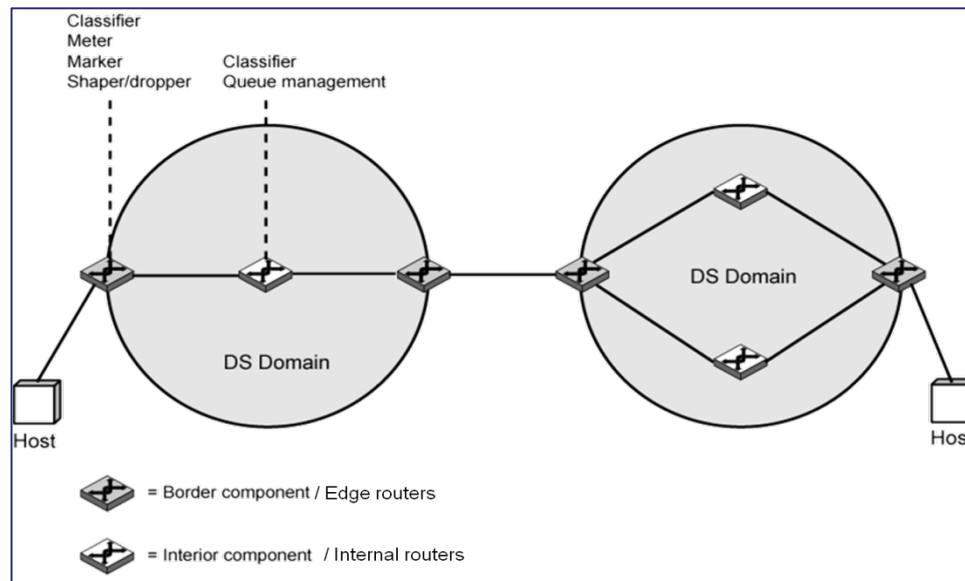 Classifier
Meter
Marker
Shaper/dropper
Classifier
Queue management
DS Domain
DS Domain
Host
Host
= Border component / Edge routers
= Interior component / Internal routers